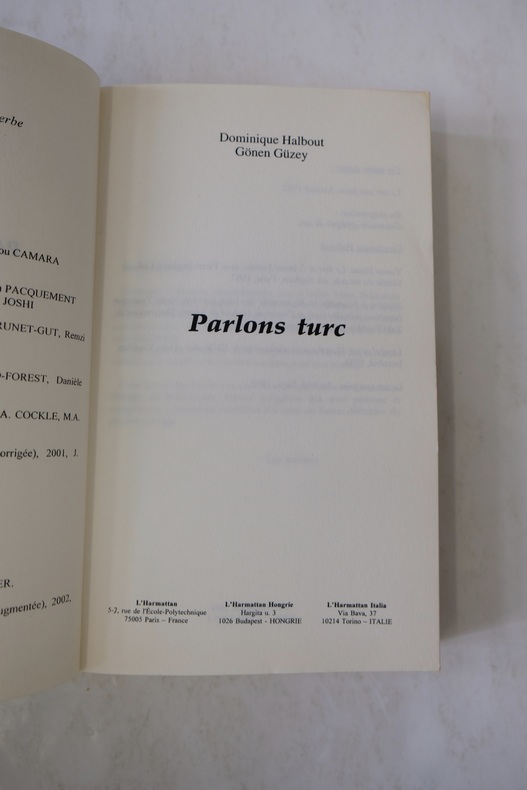 erbe
ou CAMARA
PACQUEMENT
JOSHI
RUNET-GUT, Remzi
-FOREST, Danièle
A. COCKLE, M.A.
orrigée), 2001, J.
ER.
ugmentée), 2002.
Dominique Halbout
Gönen Güzey
Parlons turc
L'Harmattan
5-7, rue de l'École-Polytechnique
75005 Paris – France
L'Harmattan Hongrie
Hargita u. 3
1026 Budapest - HONGRIE
L'Harmattan Italia
Via Bava, 37
10214 Torino – ITALIE